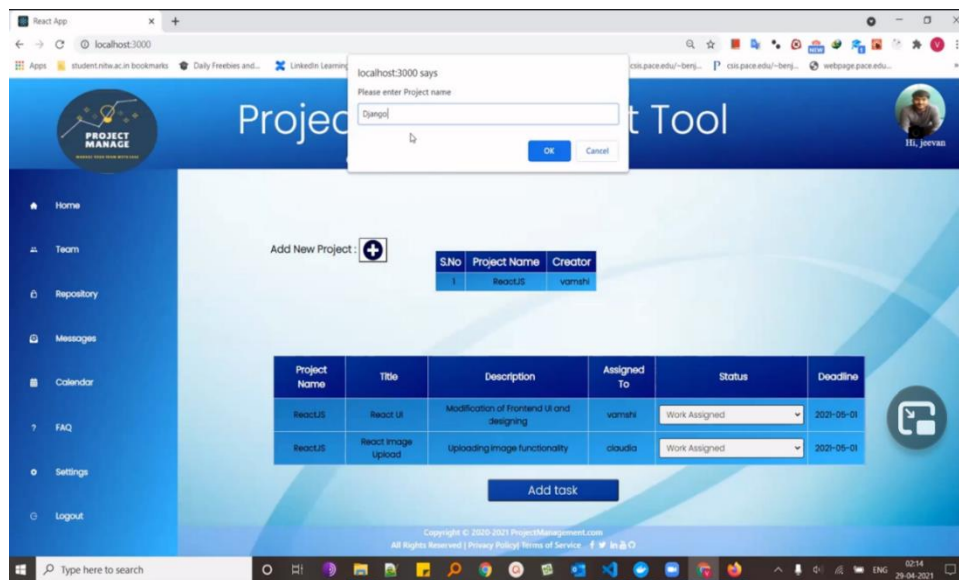 React App
localhost:3000
Apps student.nitw.ac.in bookmarks Daily Freebies and... LinkedIn Learning csis.pace.edu/~benj... csis.pace.edu/~benj... webpage.pace.edu...
localhost:3000 says
Please enter Project name
Django
OK Cancel
PROJECT
MANAGE
Projec t Tool
Hi, jeevan
Home
Team
Repository
Messages
Calendar
FAQ
Settings
Logout
Add New Project :
S.No Project Name Creator
1 ReactJS vamshi
Project Name Title Description Assigned To Status Deadline
ReactJS React UI Modification of Frontend UI and designing vamshi Work Assigned 2021-05-01
ReactJS React Image Upload Uploading image functionality claudia Work Assigned 2021-05-01
Add task
Copyright © 2020-2021 ProjectManagement.com
All Rights Reserved | Privacy Policy| Terms of Service
Type here to search
ENG
02:14
29-04-2021